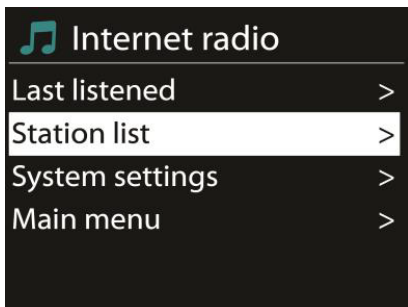 Internet radio
Last listened >
Station list >
System settings >
Main menu >